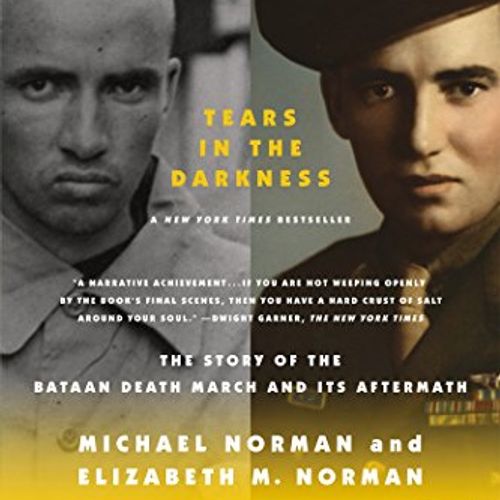 TEARS
IN THE
DARKNESS
A NEW YORK TIMES BESTSELLER
"A NARRATIVE ACHIEVEMENT...IF YOU ARE NOT WEEPING OPENLY
BY THE BOOK'S FINAL SCENES, THEN YOU HAVE A HARD CRUST OF SALT
AROUND YOUR SOUL." —DWIGHT GARNER, THE NEW YORK TIMES
THE STORY OF THE
BATAAN DEATH MARCH AND ITS AFTERMATH
MICHAEL NORMAN and
ELIZABETH M. NORMAN